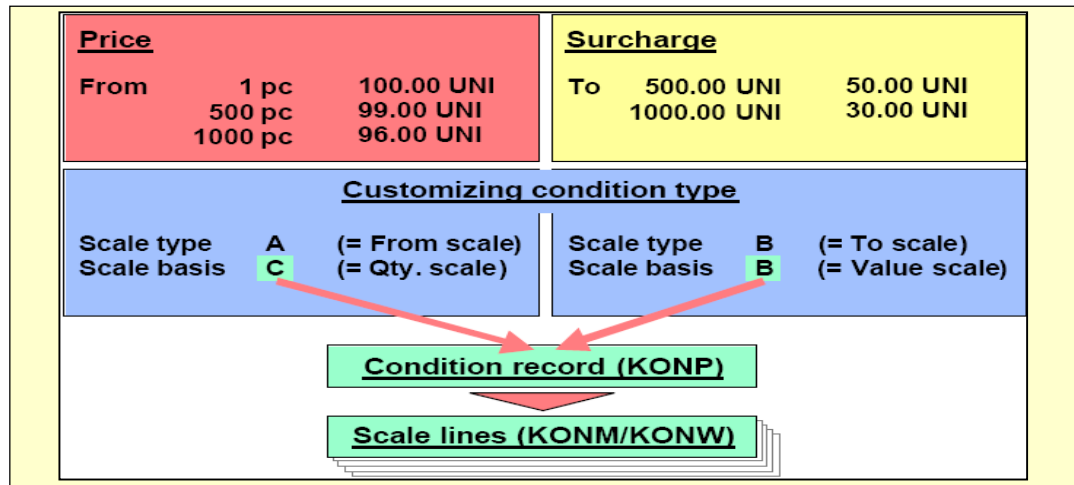 Price
From 1 pc 100.00 UNI
500 pc 99.00 UNI
1000 pc 96.00 UNI
Surcharge
To 500.00 UNI 50.00 UNI
1000.00 UNI 30.00 UNI
Customizing condition type
Scale type A (= From scale)
Scale basis C (= Qty. scale)
Scale type B (= To scale)
Scale basis B (= Value scale)
Condition record (KONP)
Scale lines (KONM/KONW)